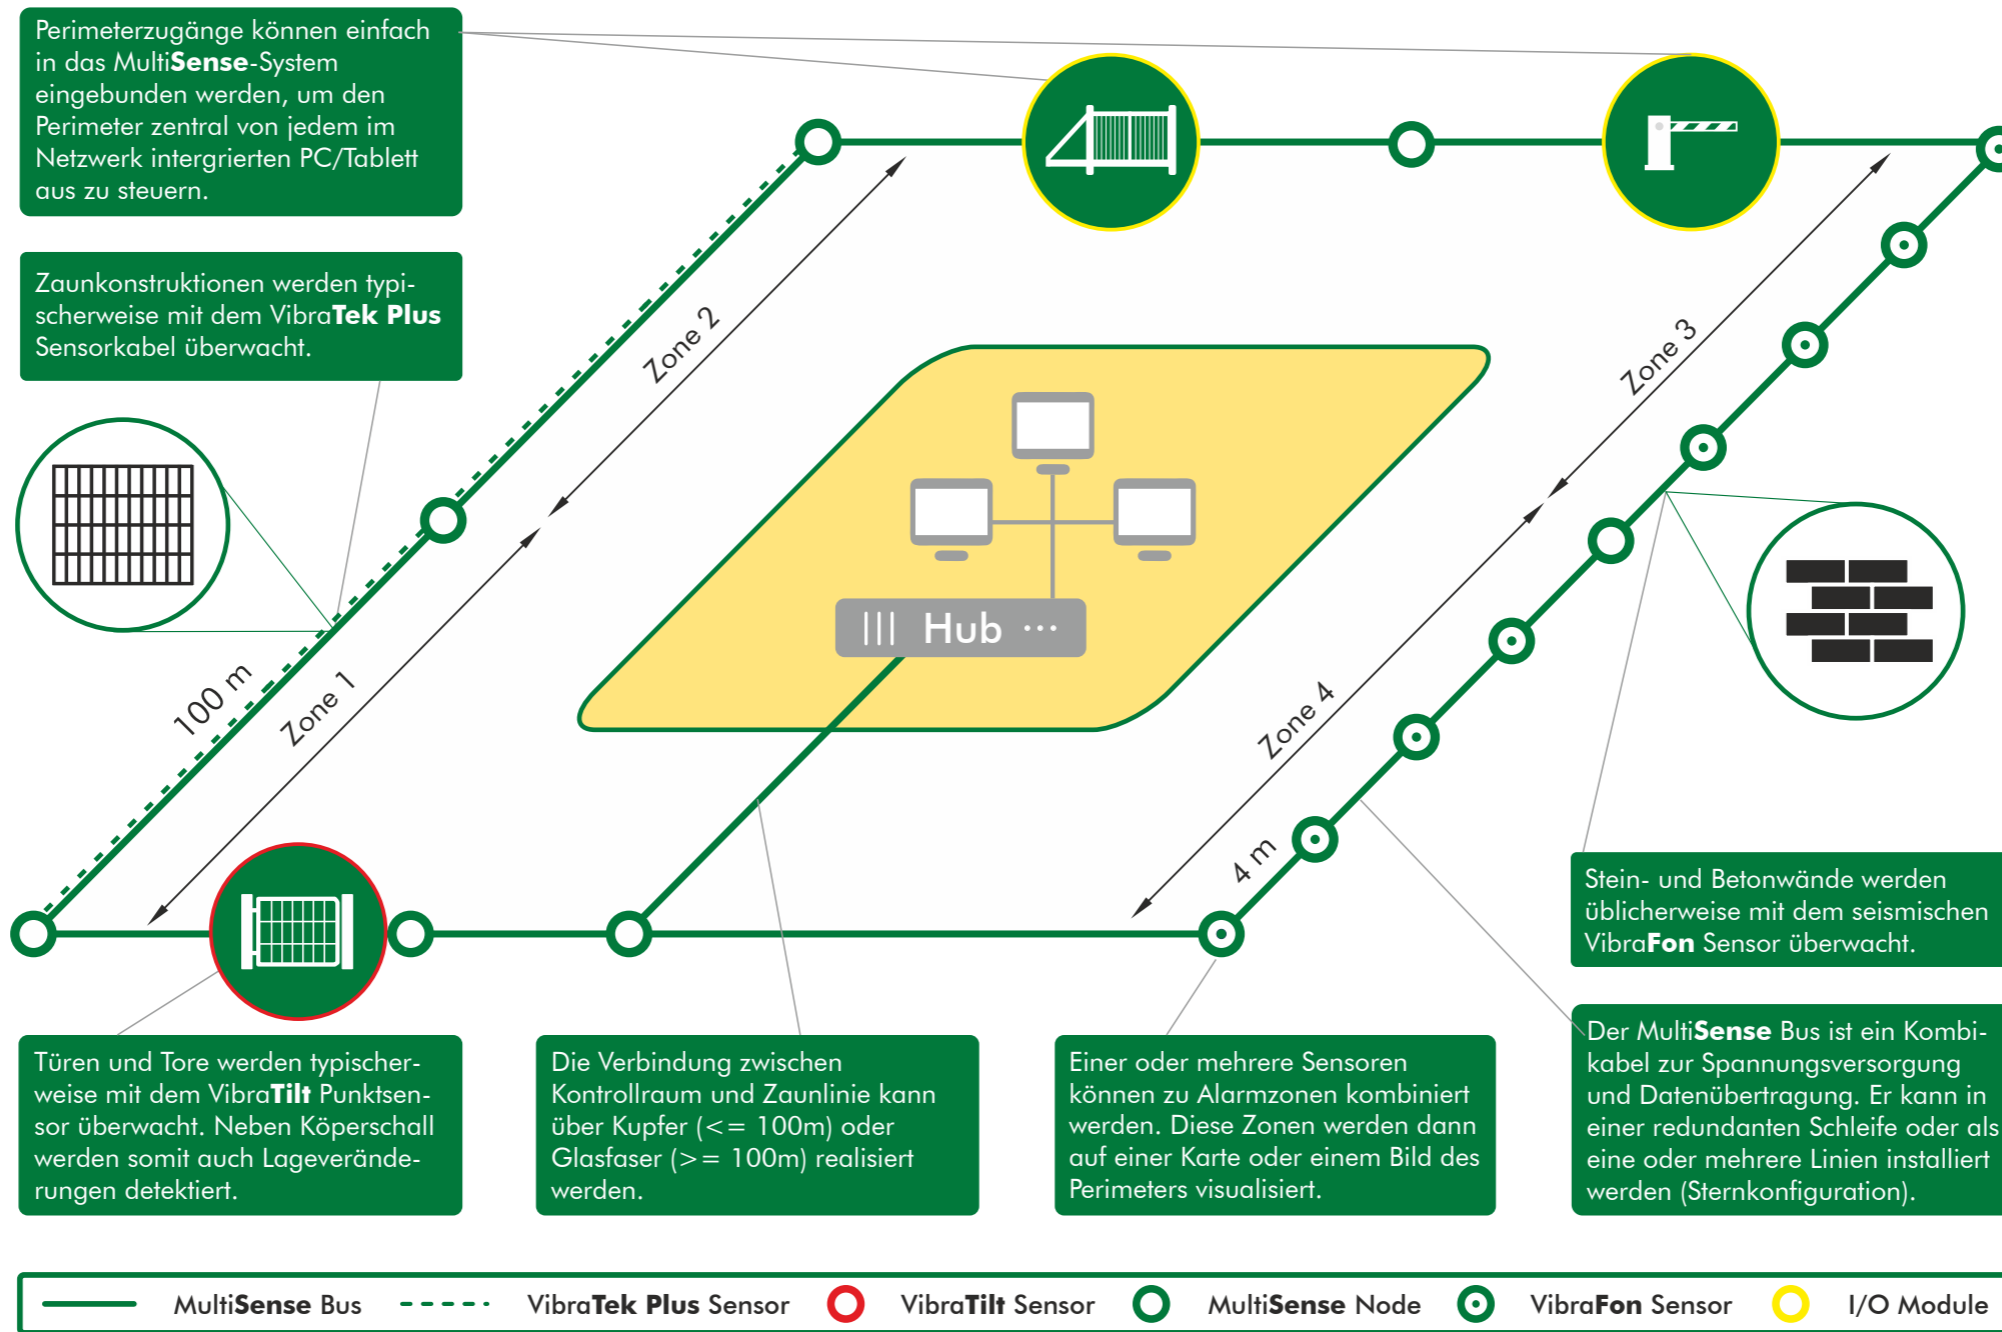 Perimeterzugänge können einfach
in das MultiSense-System
eingebunden werden, um den
Perimeter zentral von jedem im
Netzwerk intergrierten PC/Tablett
aus zu steuern.
Zaunkonstruktionen werden typi-
scherweise mit dem VibraTek Plus
Sensorkabel überwacht.
Zone 2
Zone 3
Hub
100 m
Zone 1
Zone 4
4 m
Stein- und Betonwände werden
üblicherweise mit dem seismischen
VibraFon Sensor überwacht.
Türen und Tore werden typischer-
weise mit dem VibraTilt Punktsen-
sor überwacht. Neben Köperschall
werden somit auch Lageverände-
rungen detektiert.
Die Verbindung zwischen
Kontrollraum und Zaunlinie kann
über Kupfer (<= 100m) oder
Glasfaser (>= 100m) realisiert
werden.
Einer oder mehrere Sensoren
können zu Alarmzonen kombiniert
werden. Diese Zonen werden dann
auf einer Karte oder einem Bild des
Perimeters visualisiert.
Der MultiSense Bus ist ein Kombi-
kabel zur Spannungsversorgung
und Datenübertragung. Er kann in
einer redundanten Schleife oder als
eine oder mehrere Linien installiert
werden (Sternkonfiguration).
MultiSense Bus
VibraTek Plus Sensor
VibraTilt Sensor
MultiSense Node
VibraFon Sensor
I/O Module